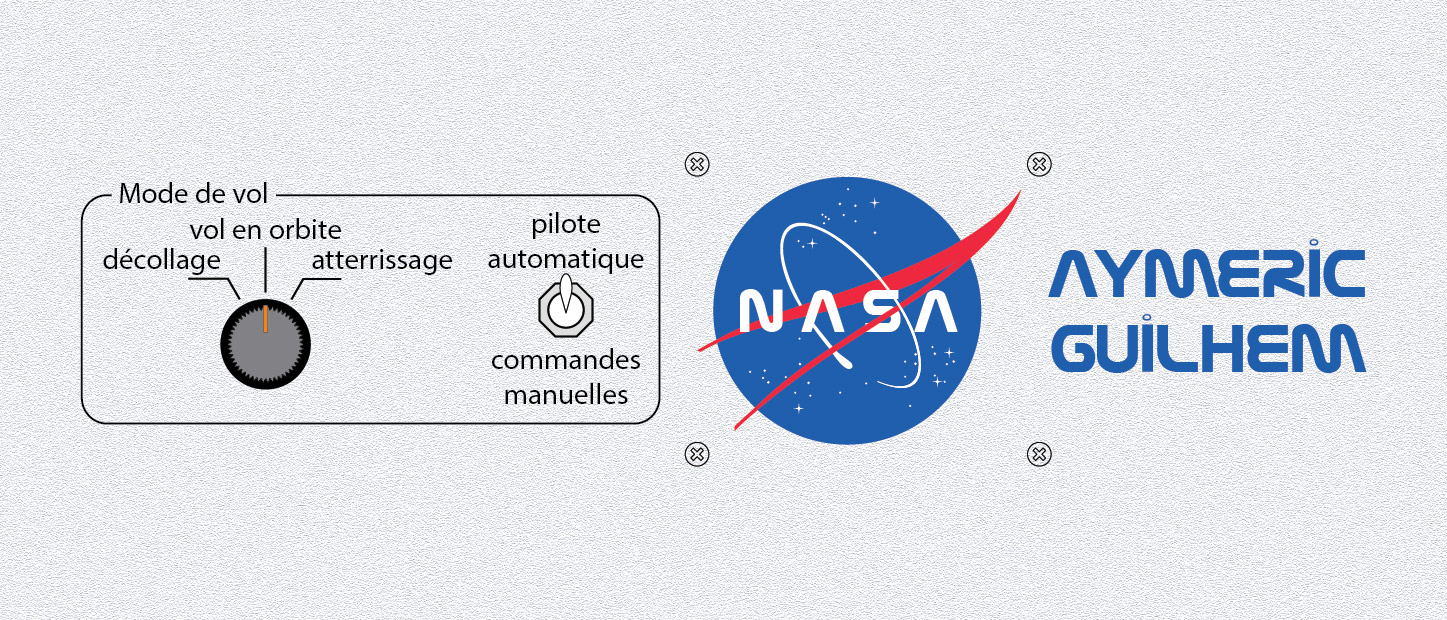 Mode de vol
vol en orbite
décollage
atterrissage
pilote
automatique
commandes
manuelles
NASA
AYMERIC
GUILHEM